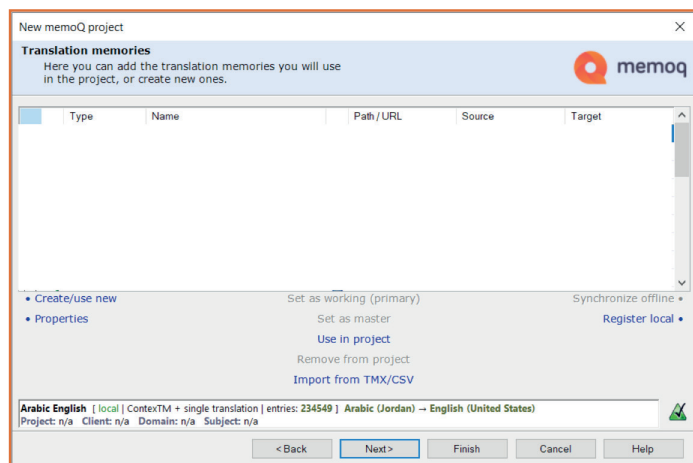 New memoQ project
Translation memories
Here you can add the translation memories you will use
in the project, or create new ones.
memoq
Type Name Path / URL Source Target
• Create/use new Set as working (primary) Synchronize offline •
• Properties Set as master Register local •
Use in project
Remove from project
Import from TMX/CSV
Arabic English [ local | ContexTM + single translation | entries: 234549 ] Arabic (Jordan) → English (United States)
Project: n/a Client: n/a Domain: n/a Subject: n/a
< Back Next > Finish Cancel Help